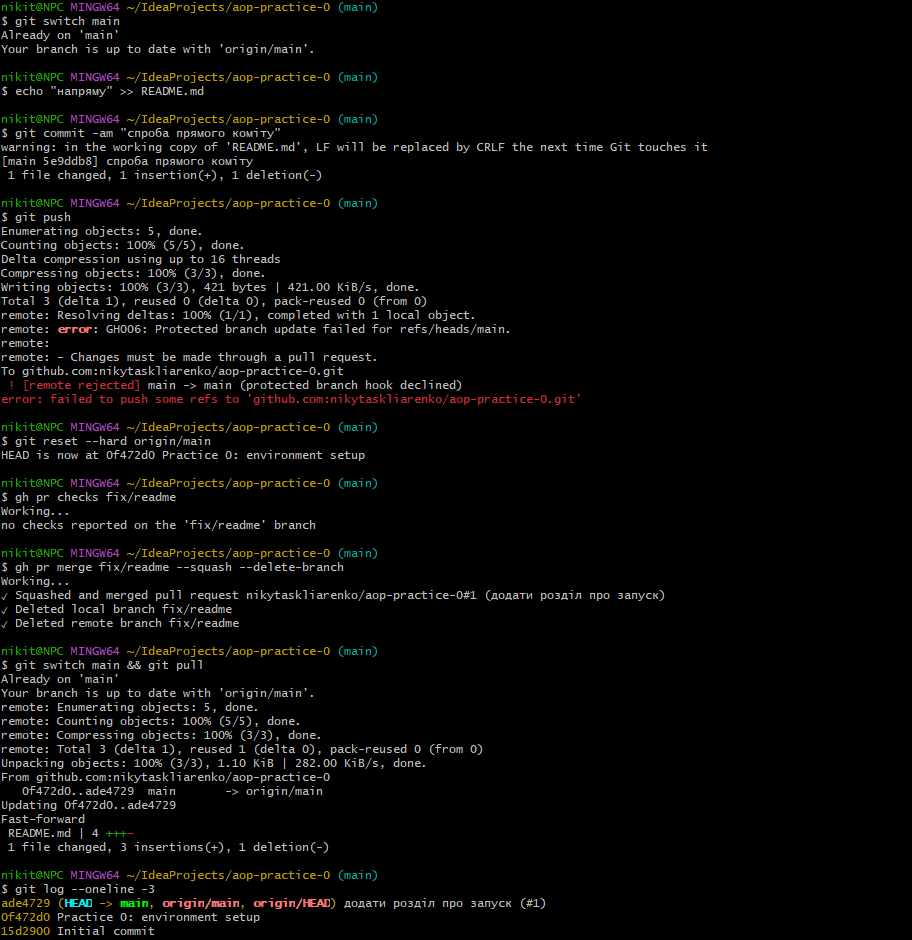 nikit@NPC MINGW64 ~/IdeaProjects/aop-practice-0 (main)
$ git switch main
Already on 'main'
Your branch is up to date with 'origin/main'.
nikit@NPC MINGW64 ~/IdeaProjects/aop-practice-0 (main)
$ echo "напряму" >> README.md
nikit@NPC MINGW64 ~/IdeaProjects/aop-practice-0 (main)
$ git commit -am "спроба прямого коміту"
warning: in the working copy of 'README.md', LF will be replaced by CRLF the next time Git touches it
[main 5e9ddb8] спроба прямого коміту
 1 file changed, 1 insertion(+), 1 deletion(-)
nikit@NPC MINGW64 ~/IdeaProjects/aop-practice-0 (main)
$ git push
Enumerating objects: 5, done.
Counting objects: 100% (5/5), done.
Delta compression using up to 16 threads
Compressing objects: 100% (3/3), done.
Writing objects: 100% (3/3), 421 bytes | 421.00 KiB/s, done.
Total 3 (delta 1), reused 0 (delta 0), pack-reused 0 (from 0)
remote: Resolving deltas: 100% (1/1), completed with 1 local object.
remote: error: GH006: Protected branch update failed for refs/heads/main.
remote:
remote: - Changes must be made through a pull request.
To github.com:nikytaskliarenko/aop-practice-0.git
 ! [remote rejected] main -> main (protected branch hook declined)
error: failed to push some refs to 'github.com:nikytaskliarenko/aop-practice-0.git'
nikit@NPC MINGW64 ~/IdeaProjects/aop-practice-0 (main)
$ git reset --hard origin/main
HEAD is now at 0f472d0 Practice 0: environment setup
nikit@NPC MINGW64 ~/IdeaProjects/aop-practice-0 (main)
$ gh pr checks fix/readme
Working...
no checks reported on the 'fix/readme' branch
nikit@NPC MINGW64 ~/IdeaProjects/aop-practice-0 (main)
$ gh pr merge fix/readme --squash --delete-branch
Working...
✓ Squashed and merged pull request nikytaskliarenko/aop-practice-0#1 (додати розділ про запуск)
✓ Deleted local branch fix/readme
✓ Deleted remote branch fix/readme
nikit@NPC MINGW64 ~/IdeaProjects/aop-practice-0 (main)
$ git switch main && git pull
Already on 'main'
Your branch is up to date with 'origin/main'.
remote: Enumerating objects: 5, done.
remote: Counting objects: 100% (5/5), done.
remote: Compressing objects: 100% (3/3), done.
remote: Total 3 (delta 1), reused 1 (delta 0), pack-reused 0 (from 0)
Unpacking objects: 100% (3/3), 1.10 KiB | 282.00 KiB/s, done.
From github.com:nikytaskliarenko/aop-practice-0
   0f472d0..ade4729  main       -> origin/main
Updating 0f472d0..ade4729
Fast-forward
 README.md | 4 +++-
 1 file changed, 3 insertions(+), 1 deletion(-)
nikit@NPC MINGW64 ~/IdeaProjects/aop-practice-0 (main)
$ git log --oneline -3
ade4729 (HEAD -> main, origin/main, origin/HEAD) додати розділ про запуск (#1)
0f472d0 Practice 0: environment setup
15d2900 Initial commit